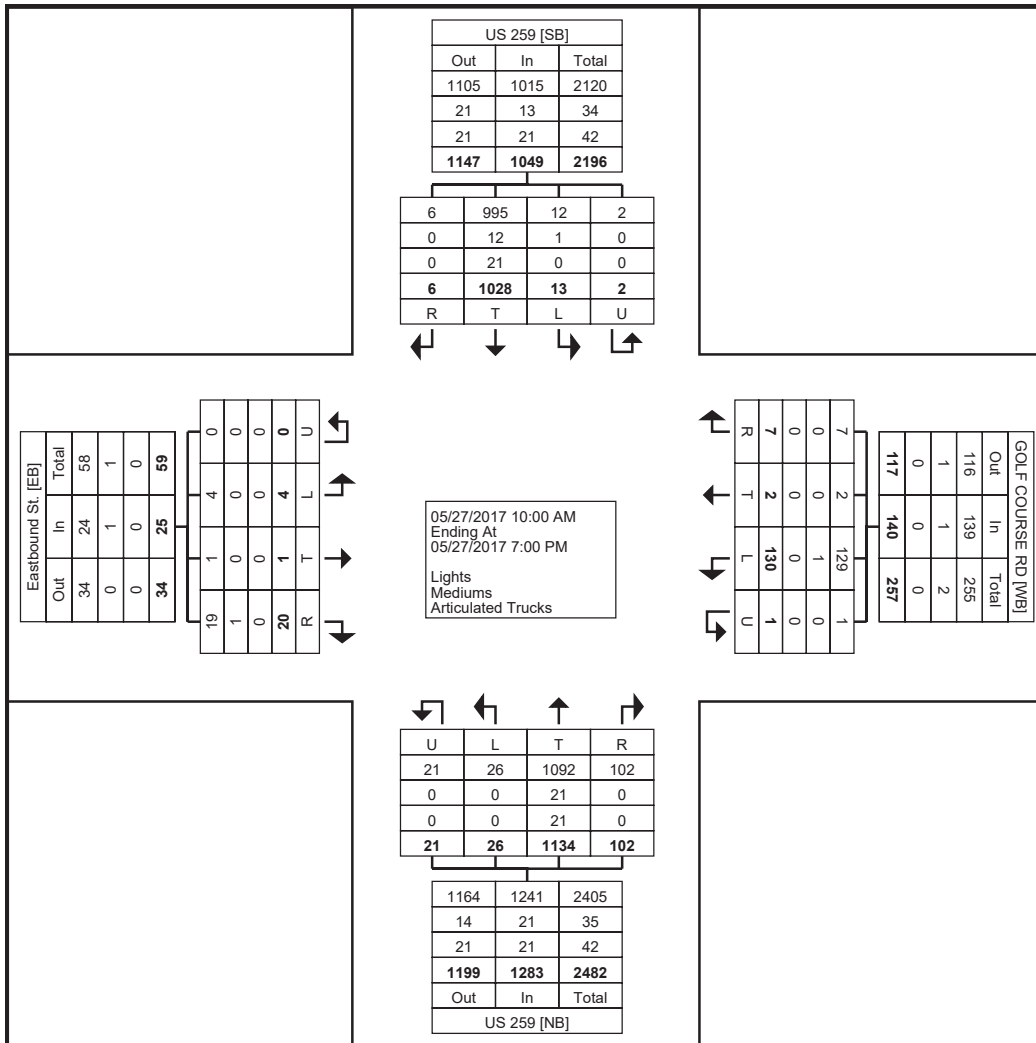 US 259 [SB]
Out In Total
1105 1015 2120
21 13 34
21 21 42
1147 1049 2196
6 995 12 2
0 12 1 0
0 21 0 0
6 1028 13 2
R T L U
Eastbound St. [EB]
Total In Out
58 24 34
1 1 0
0 0 0
59 25 34
0 4 1 19
0 0 0 1
0 0 0 0
0 4 1 20
U L T R
05/27/2017 10:00 AM
Ending At
05/27/2017 7:00 PM
Lights
Mediums
Articulated Trucks
R T L U
7 2 130 1
0 0 0 0
0 0 1 0
7 2 129 1
117 140 257
0 0 0
1 1 2
116 139 255
Out In Total
GOLF COURSE RD [WB]
U L T R
21 26 1092 102
0 0 21 0
0 0 21 0
21 26 1134 102
1164 1241 2405
14 21 35
21 21 42
1199 1283 2482
Out In Total
US 259 [NB]